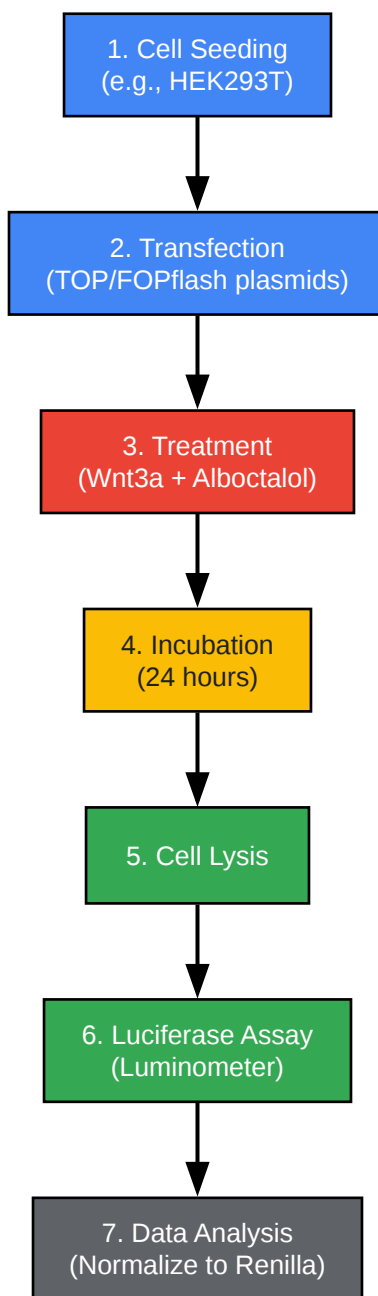 1. Cell Seeding
(e.g., HEK293T)
2. Transfection
(TOP/FOPflash plasmids)
3. Treatment
(Wnt3a + Alboctalol)
4. Incubation
(24 hours)
5. Cell Lysis
6. Luciferase Assay
(Luminometer)
7. Data Analysis
(Normalize to Renilla)